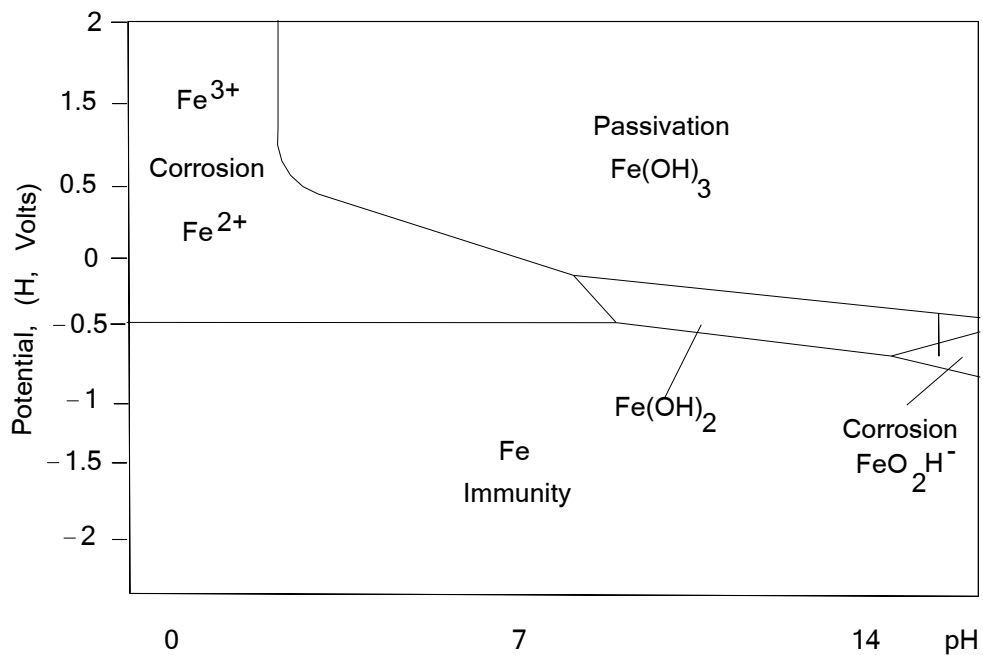 2
1.5
0.5
0
−0.5
−1
−1.5
−2
Potential, (H, Volts)
Fe3+
Corrosion
Fe2+
Passivation
Fe(OH)3
Fe(OH)2
Corrosion
FeO2H-
Fe
Immunity
0 7 14 pH